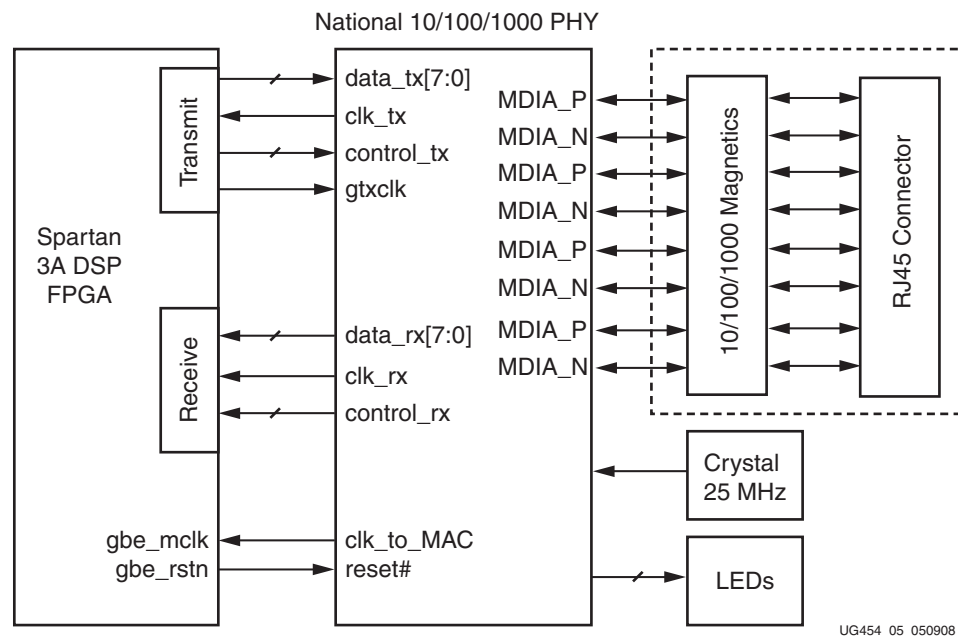 National 10/100/1000 PHY
Transmit
data_tx[7:0]
clk_tx
control_tx
gtxclk
Spartan
3A DSP
FPGA
Receive
data_rx[7:0]
clk_rx
control_rx
gbe_mclk
gbe_rstn
clk_to_MAC
reset#
MDIA_P
MDIA_N
MDIA_P
MDIA_N
MDIA_P
MDIA_N
MDIA_P
MDIA_N
10/100/1000 Magnetics
RJ45 Connector
Crystal
25 MHz
LEDs
UG454_05_050908